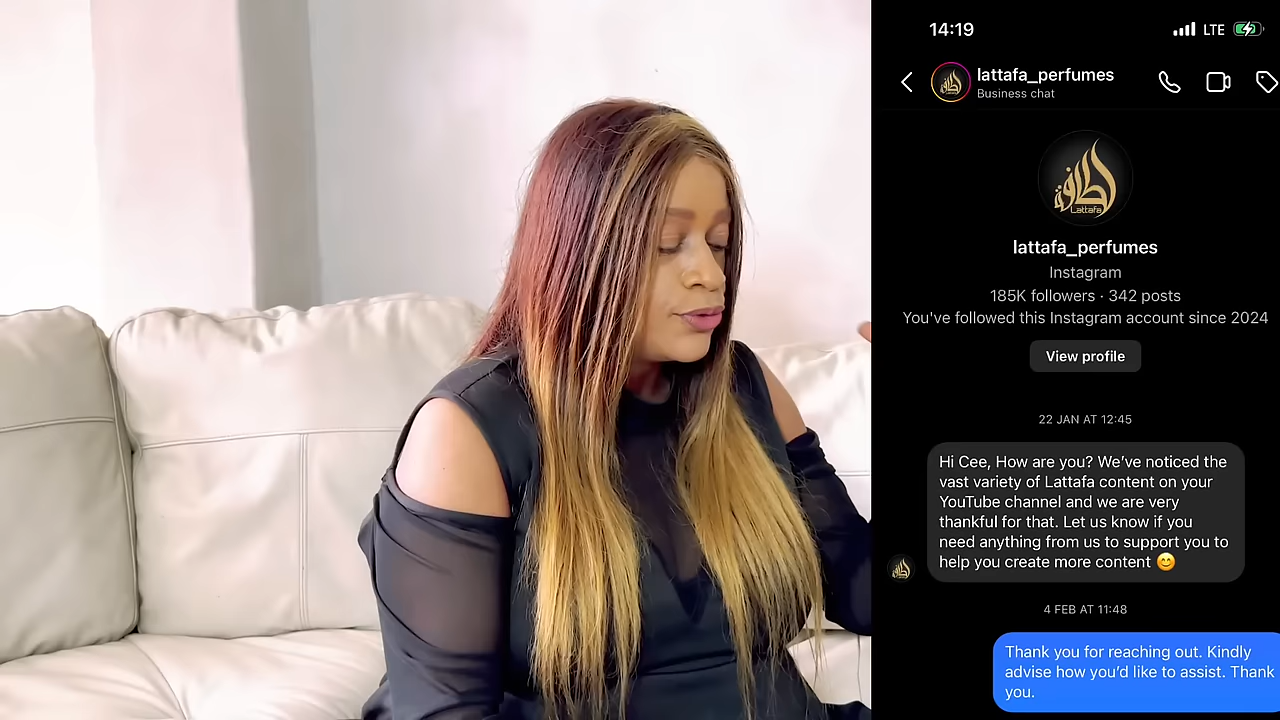 14:19
LTE
lattafa_perfumes
Business chat
Lattafa
lattafa_perfumes
Instagram
185K followers · 342 posts
You've followed this Instagram account since 2024
View profile
22 JAN AT 12:45
Hi Cee, How are you? We've noticed the
vast variety of Lattafa content on your
YouTube channel and we are very
thankful for that. Let us know if you
need anything from us to support you to
help you create more content 😊
4 FEB AT 11:48
Thank you for reaching out. Kindly
advise how you'd like to assist. Thank
you.